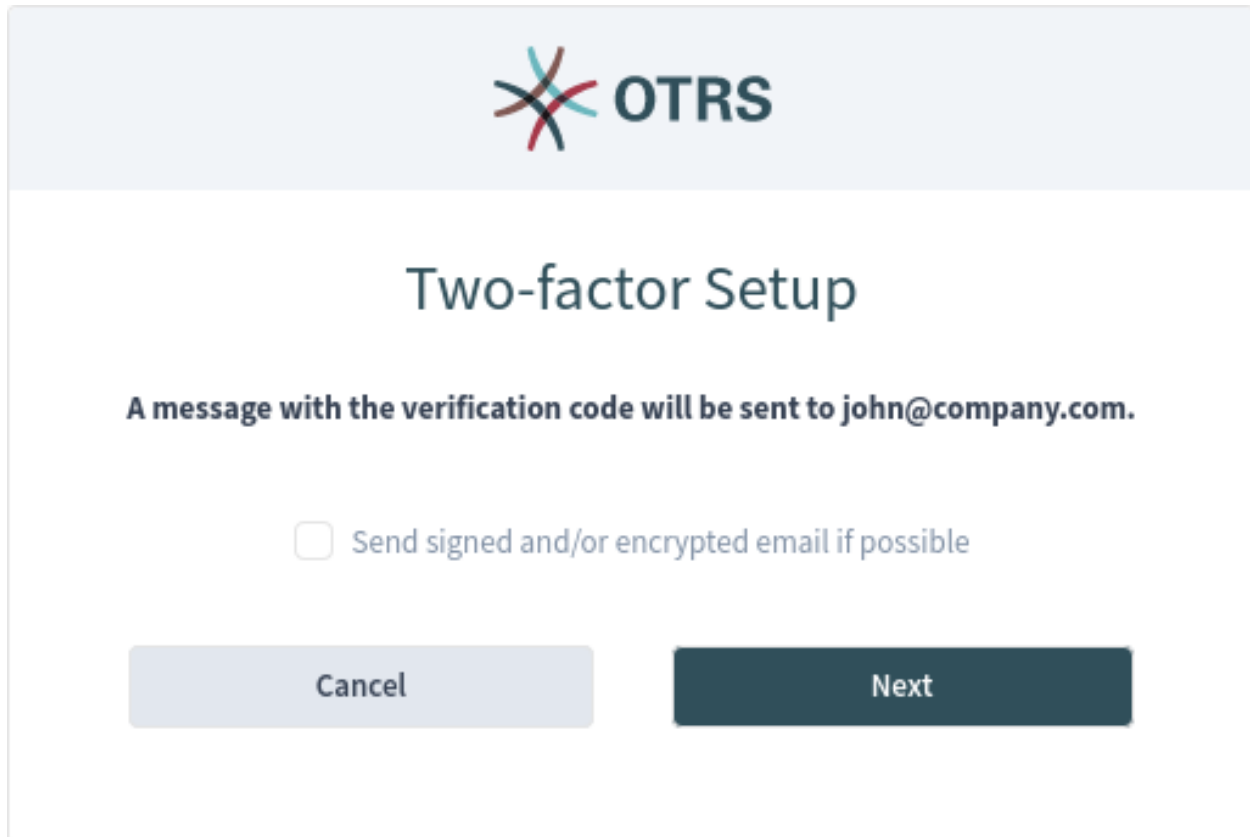 OTRS
Two-factor Setup
A message with the verification code will be sent to john@company.com.
Send signed and/or encrypted email if possible
Cancel
Next